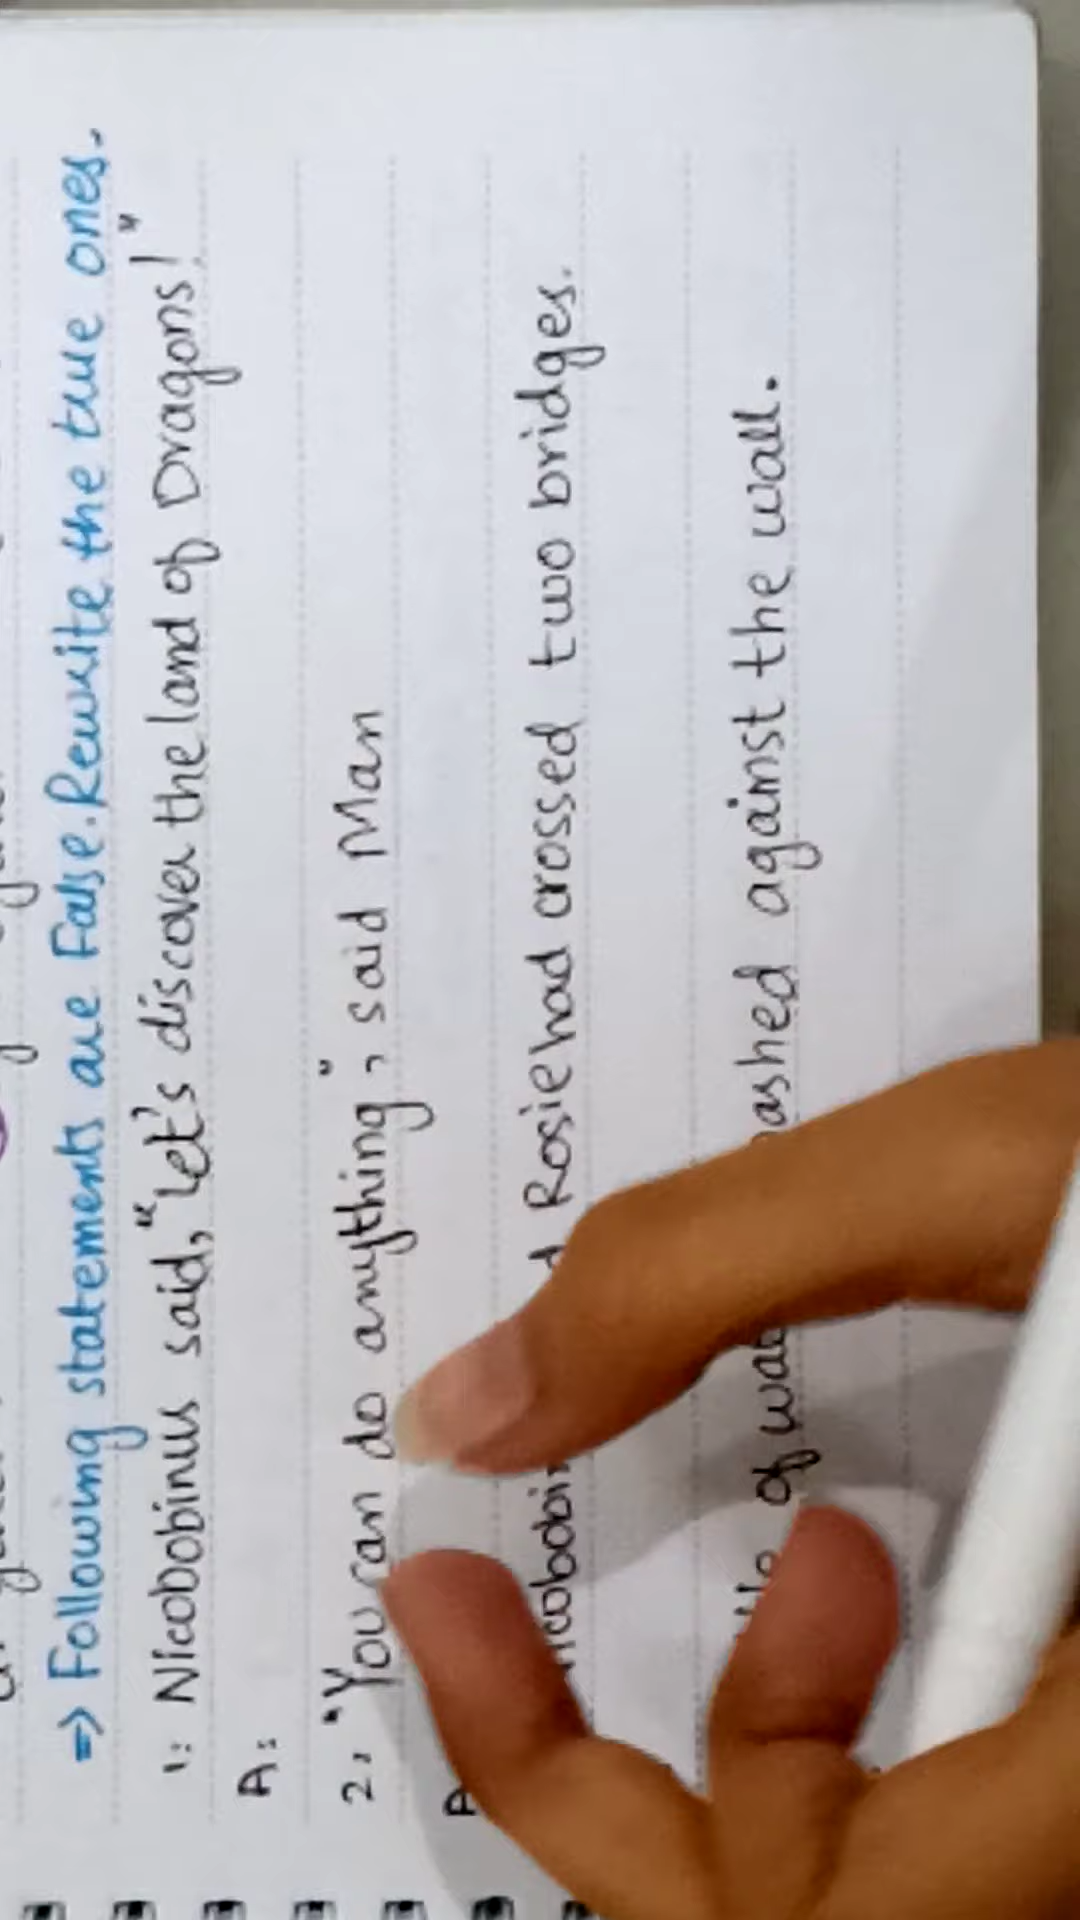 => Following statements are False. Rewrite the true ones.
1: Nicobobinus said, "Let's discover the land of Dragons!"
A:
2, "You can do anything", said Man
A
Rosie had crossed two bridges.
of against the wall.